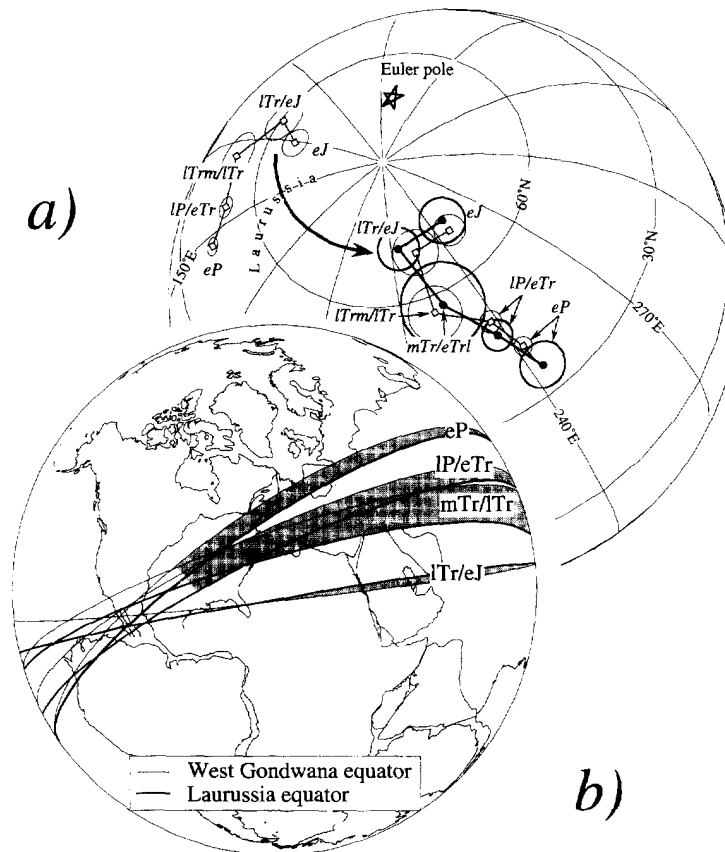 a)
Euler pole
lTr/eJ
eJ
lTrm/lTr
lP/eTr
eP
150°E
Laurussia
lTr/eJ
eJ
60°N
30°N
lP/eTr
eP
lTrm/lTr
mTr/eTrl
270°E
240°E
eP
lP/eTr
mTr/lTr
lTr/eJ
West Gondwana equator
Laurussia equator
b)